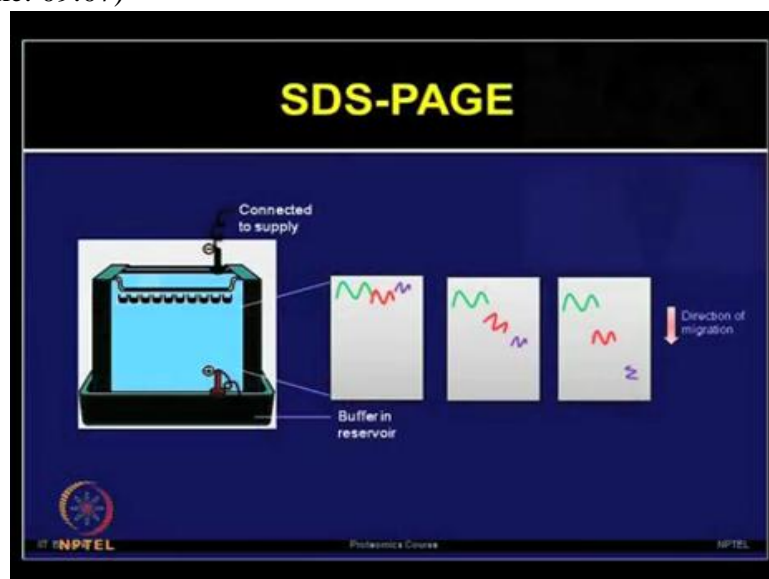 SDS-PAGE
Connected
to supply
Direction of
migration
Buffer in
reservoir
NPTEL
Proteomics Course
NPTEL